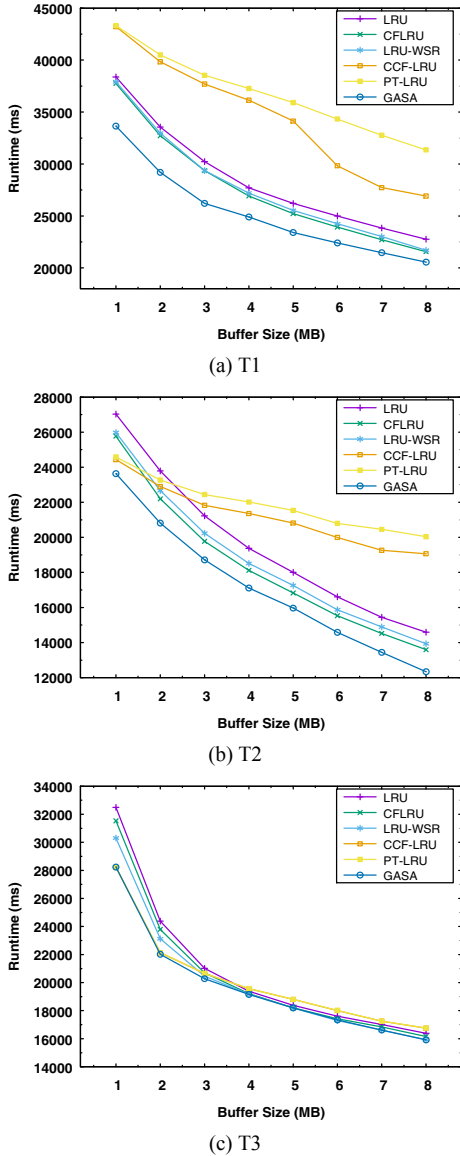 45000
40000
35000
30000
25000
20000
Runtime (ms)
LRU
CFLRU
LRU-WSR
CCF-LRU
PT-LRU
GASA
1 2 3 4 5 6 7 8
Buffer Size (MB)
(a) T1
28000
26000
24000
22000
20000
18000
16000
14000
12000
Runtime (ms)
LRU
CFLRU
LRU-WSR
CCF-LRU
PT-LRU
GASA
1 2 3 4 5 6 7 8
Buffer Size (MB)
(b) T2
34000
32000
30000
28000
26000
24000
22000
20000
18000
16000
14000
Runtime (ms)
LRU
CFLRU
LRU-WSR
CCF-LRU
PT-LRU
GASA
1 2 3 4 5 6 7 8
Buffer Size (MB)
(c) T3